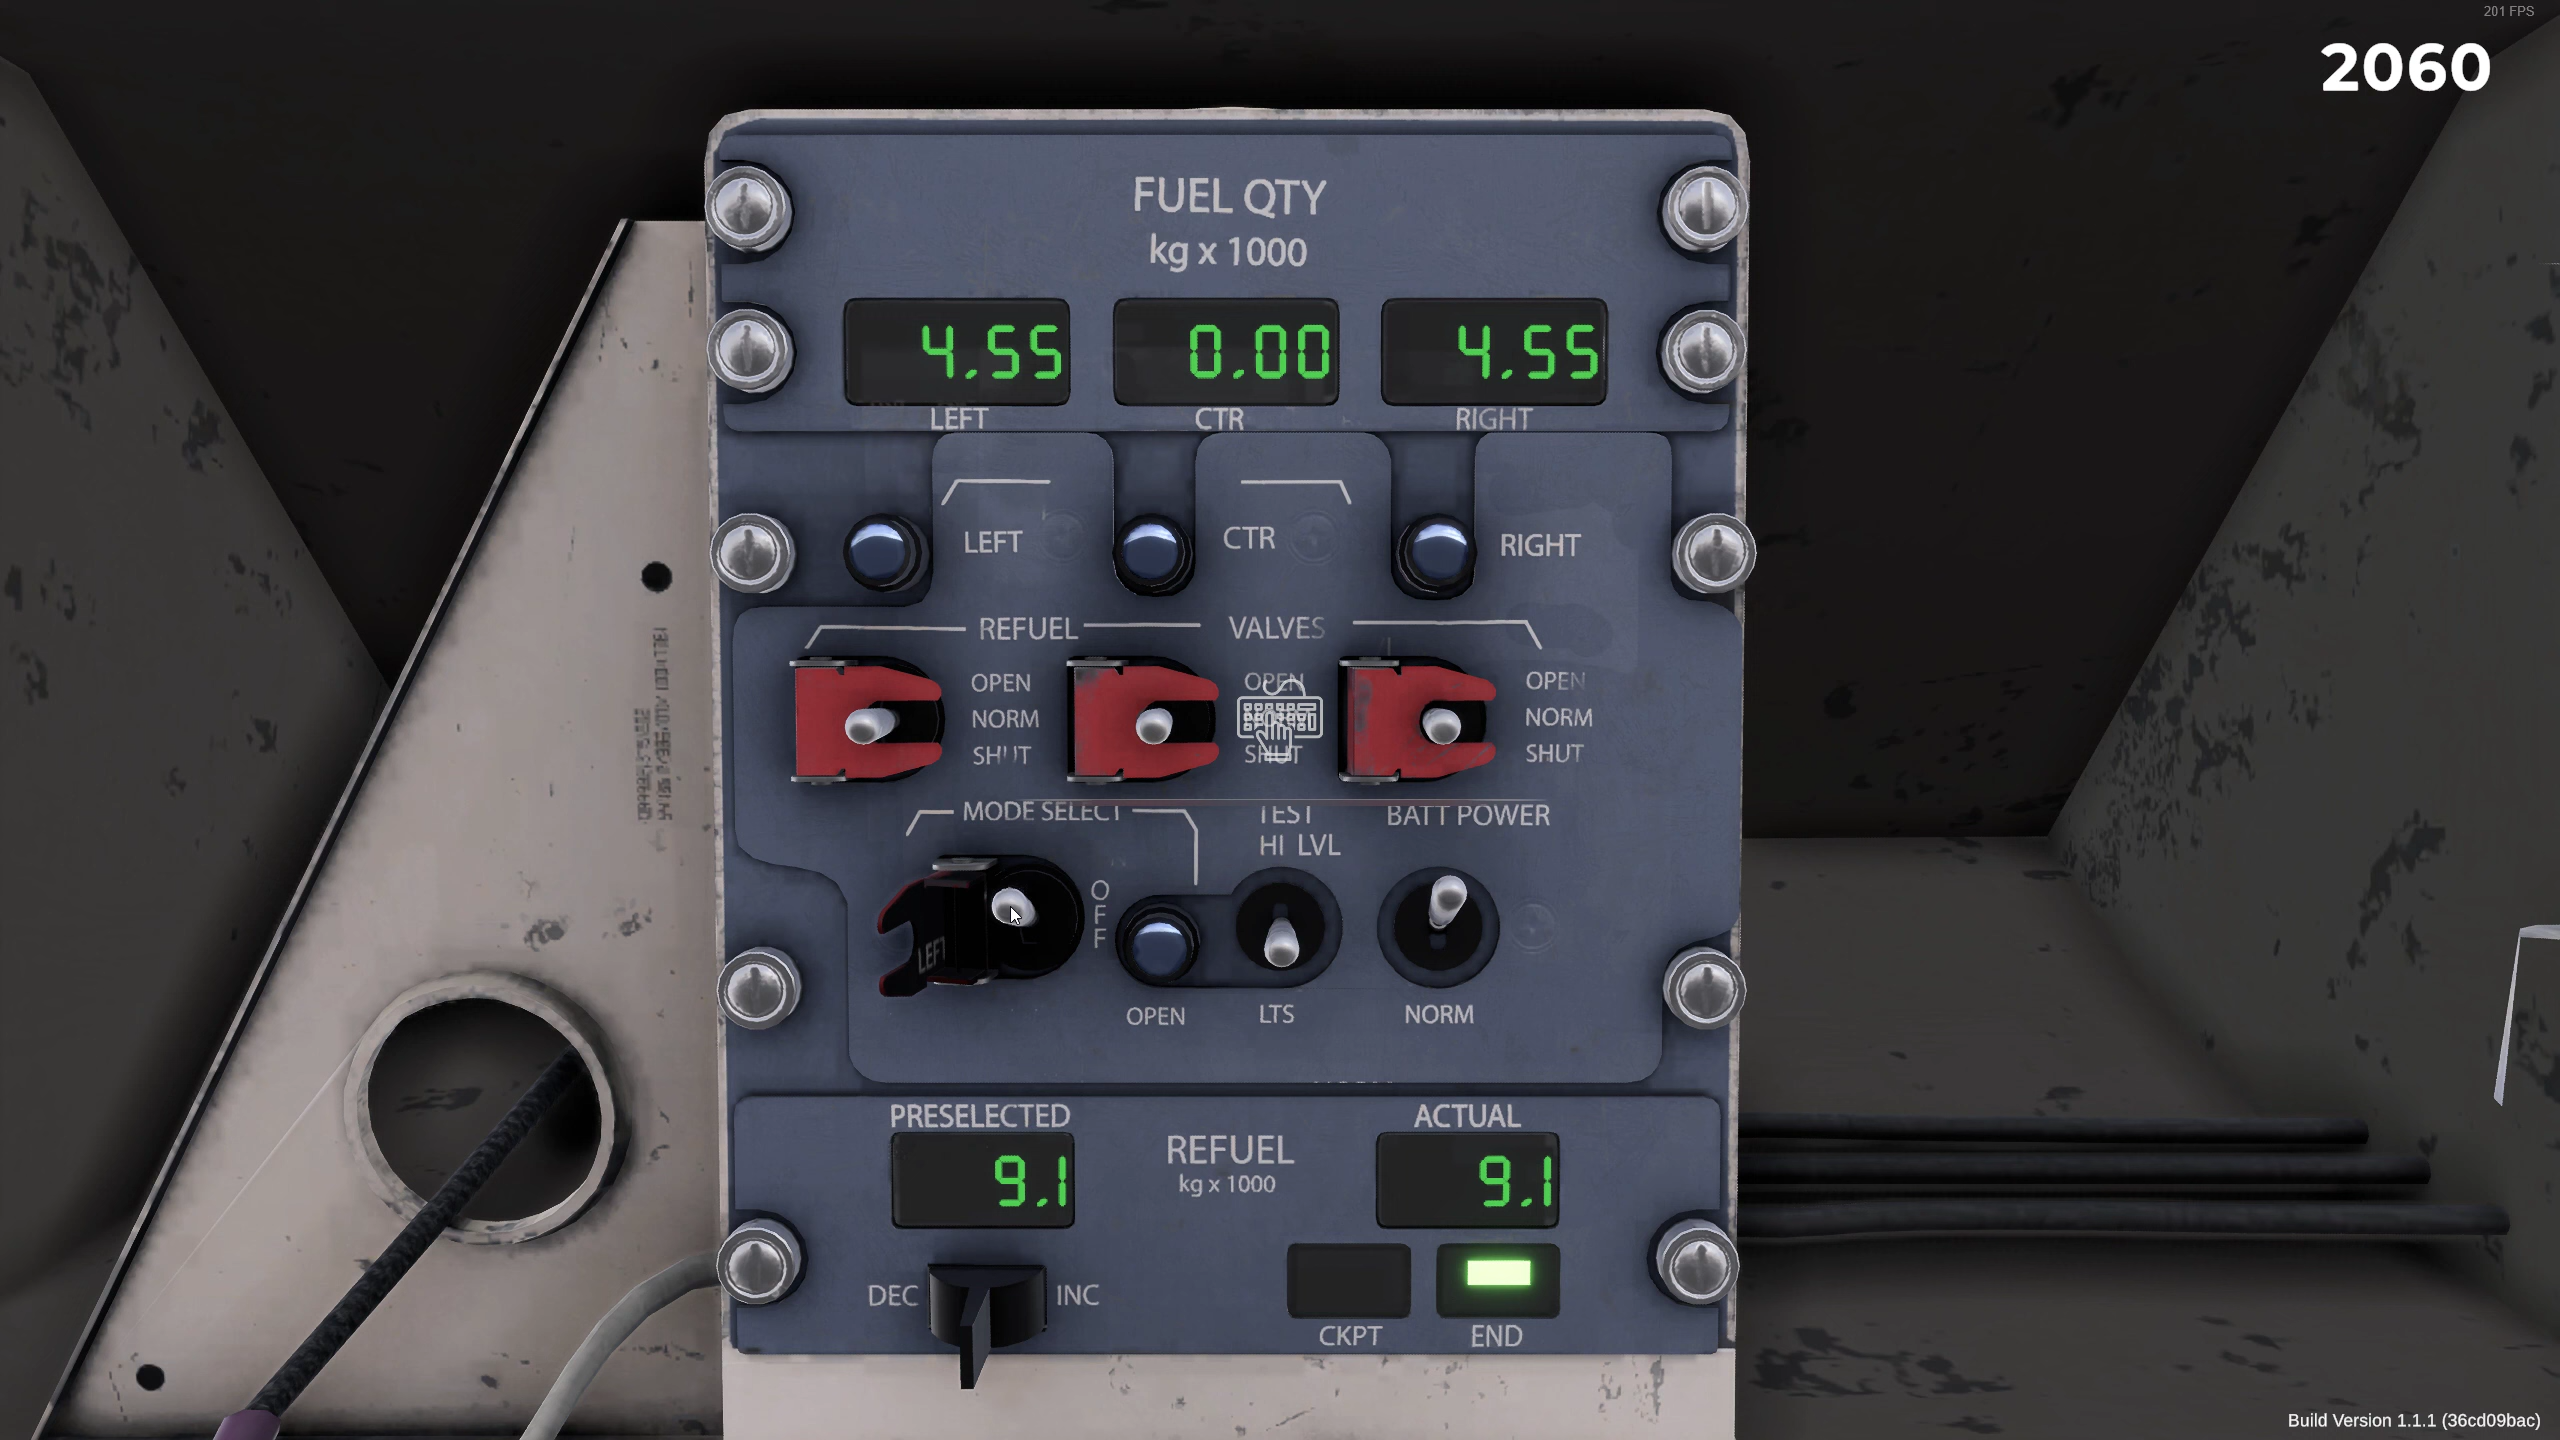 201 FPS
2060
FUEL QTY
kg x 1000
4.55 0.00 4.55
LEFT CTR RIGHT
LEFT CTR RIGHT
REFUEL VALVES
OPEN OPEN OPEN
NORM NORM
SHUT SHUT SHUT
MODE SELECT TEST BATT POWER
HI LVL
OFF
LEFT
OPEN LTS NORM
PRESELECTED ACTUAL
REFUEL
kg x 1000
9.1 9.1
DEC INC
CKPT END
Build Version 1.1.1 (36cd09bac)